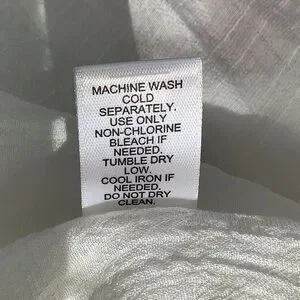 MACHINE WASH
COLD
SEPARATELY.
USE ONLY
NON-CHLORINE
BLEACH IF
NEEDED.
TUMBLE DRY
LOW.
COOL IRON IF
NEEDED.
DO NOT DRY
CLEAN.